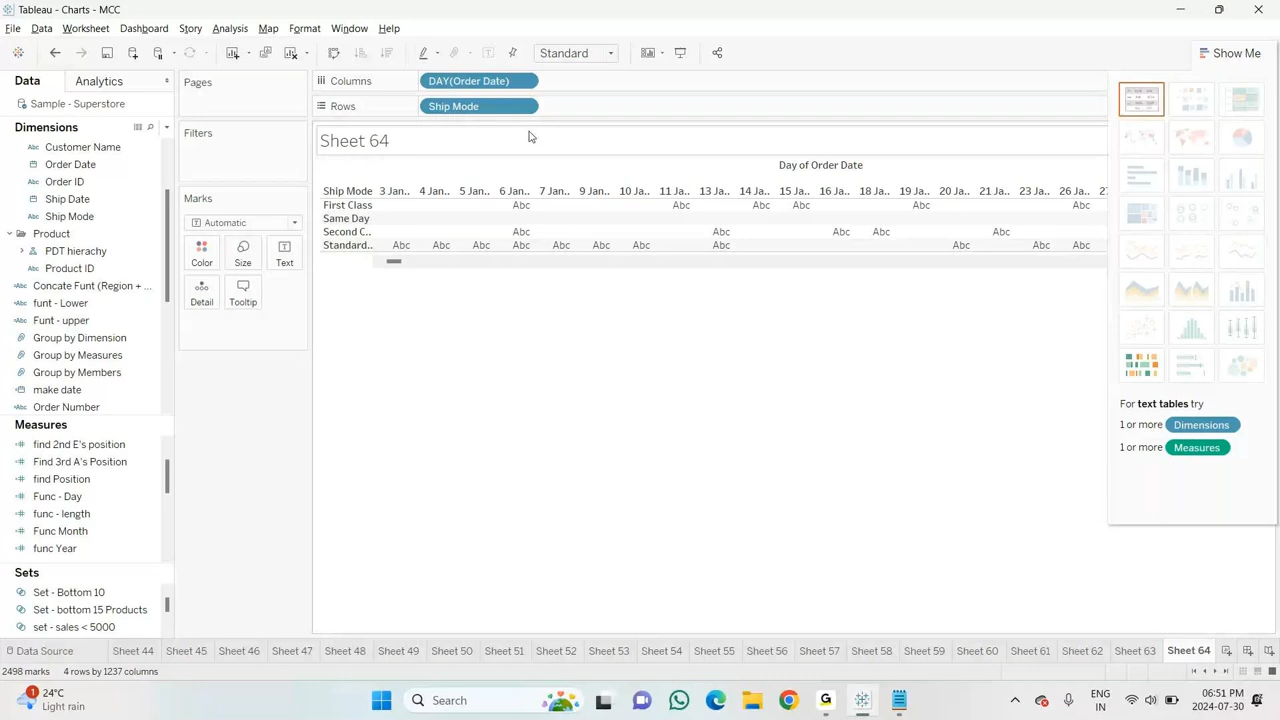 Tableau - Charts - MCC
File Data Worksheet Dashboard Story Analysis Map Format Window Help
Standard
Show Me
Data Analytics
Pages
Columns DAY(Order Date)
Rows Ship Mode
Sample - Superstore
Dimensions
Customer Name
Order Date
Order ID
Ship Date
Ship Mode
Product
PDT hierachy
Product ID
Concate Funt (Region + ...
funt - Lower
Funt - upper
Group by Dimension
Group by Measures
Group by Members
make date
Order Number
Measures
find 2nd E's position
Find 3rd A's Position
find Position
Func - Day
func - length
Func Month
func Year
Sets
Set - Bottom 10
Set - bottom 15 Products
set - sales < 5000
Filters
Marks
Automatic
Color Size Text
Detail Tooltip
Sheet 64
Day of Order Date
Ship Mode 3 Jan.. 4 Jan.. 5 Jan.. 6 Jan.. 7 Jan.. 9 Jan.. 10 Jan.. 11 Ja.. 13 Ja.. 14 Ja.. 15 Ja.. 16 Ja.. 18 Ja.. 19 Ja.. 20 Ja.. 21 Ja.. 23 Ja.. 26 Ja.. 27
First Class Abc Abc Abc Abc Abc Abc
Same Day
Second C.. Abc Abc Abc Abc Abc
Standard.. Abc Abc Abc Abc Abc Abc Abc Abc Abc Abc Abc
For text tables try
1 or more Dimensions
1 or more Measures
Data Source Sheet 44 Sheet 45 Sheet 46 Sheet 47 Sheet 48 Sheet 49 Sheet 50 Sheet 51 Sheet 52 Sheet 53 Sheet 54 Sheet 55 Sheet 56 Sheet 57 Sheet 58 Sheet 59 Sheet 60 Sheet 61 Sheet 62 Sheet 63 Sheet 64
2498 marks 4 rows by 1237 columns
1
24°C
Light rain
Search
ENG
IN
06:51 PM
2024-07-30